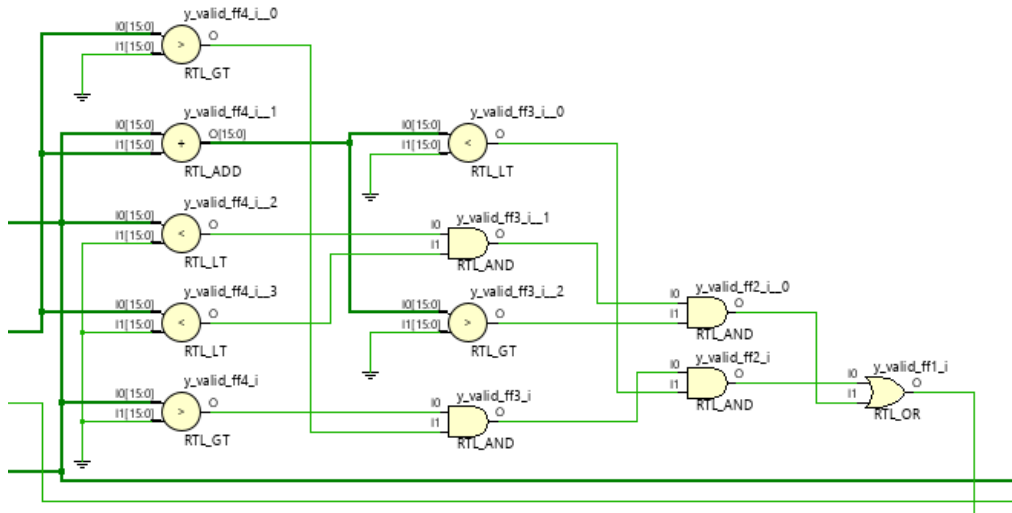 y_valid_ff4_i__0
I0[15:0]
O
I1[15:0]
>
RTL_GT
y_valid_ff4_i__1
I0[15:0]
O[15:0]
I1[15:0]
+
RTL_ADD
y_valid_ff3_i__0
I0[15:0]
O
I1[15:0]
<
RTL_LT
y_valid_ff4_i__2
I0[15:0]
O
I1[15:0]
<
RTL_LT
y_valid_ff3_i__1
I0
O
I1
RTL_AND
y_valid_ff4_i__3
I0[15:0]
O
I1[15:0]
<
RTL_LT
y_valid_ff3_i__2
I0[15:0]
O
I1[15:0]
>
RTL_GT
y_valid_ff2_i__0
I0
O
I1
RTL_AND
y_valid_ff2_i
I0
O
I1
RTL_AND
y_valid_ff1_i
I0
O
I1
RTL_OR
y_valid_ff4_i
I0[15:0]
O
I1[15:0]
>
RTL_GT
y_valid_ff3_i
I0
O
I1
RTL_AND